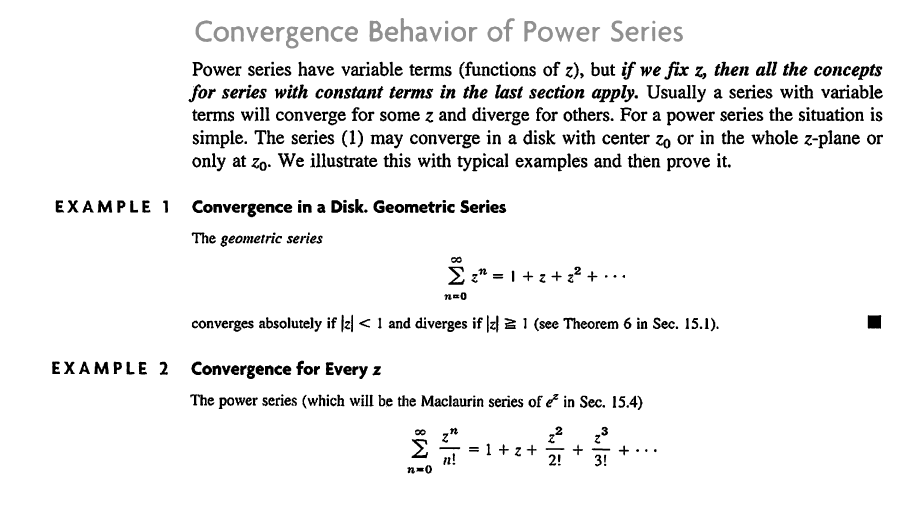 Convergence Behavior of Power Series
Power series have variable terms (functions of z), but if we fix z, then all the concepts
for series with constant terms in the last section apply. Usually a series with variable
terms will converge for some z and diverge for others. For a power series the situation is
simple. The series (1) may converge in a disk with center z₀ or in the whole z-plane or
only at z₀. We illustrate this with typical examples and then prove it.
EXAMPLE 1 Convergence in a Disk. Geometric Series
The geometric series
∞
∑ zⁿ = 1 + z + z² + · · ·
n=0
converges absolutely if |z| < 1 and diverges if |z| ≧ 1 (see Theorem 6 in Sec. 15.1). ■
EXAMPLE 2 Convergence for Every z
The power series (which will be the Maclaurin series of eᶻ in Sec. 15.4)
∞
∑ zⁿ/n! = 1 + z + z²/2! + z³/3! + · · ·
n=0